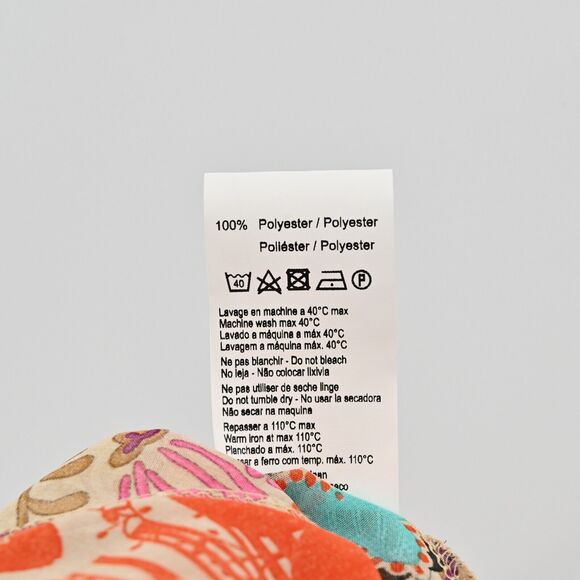 100% Polyester / Polyester
Poliéster / Polyester
40 P
Lavage en machine a 40°C max
Machine wash max 40°C
Lavado a máquina a máx. 40°C
Lavagem a máquina máx. 40°C
Ne pas blanchir - Do not bleach
No leja - Não colocar lixivia
Ne pas utiliser de seche linge
Do not tumble dry - No usar la secadora
Não secar na maquina
Repasser a 110°C max
Warm iron at max 110°C
Planchado a máx. 110°C
a ferro com temp. máx. 110°C